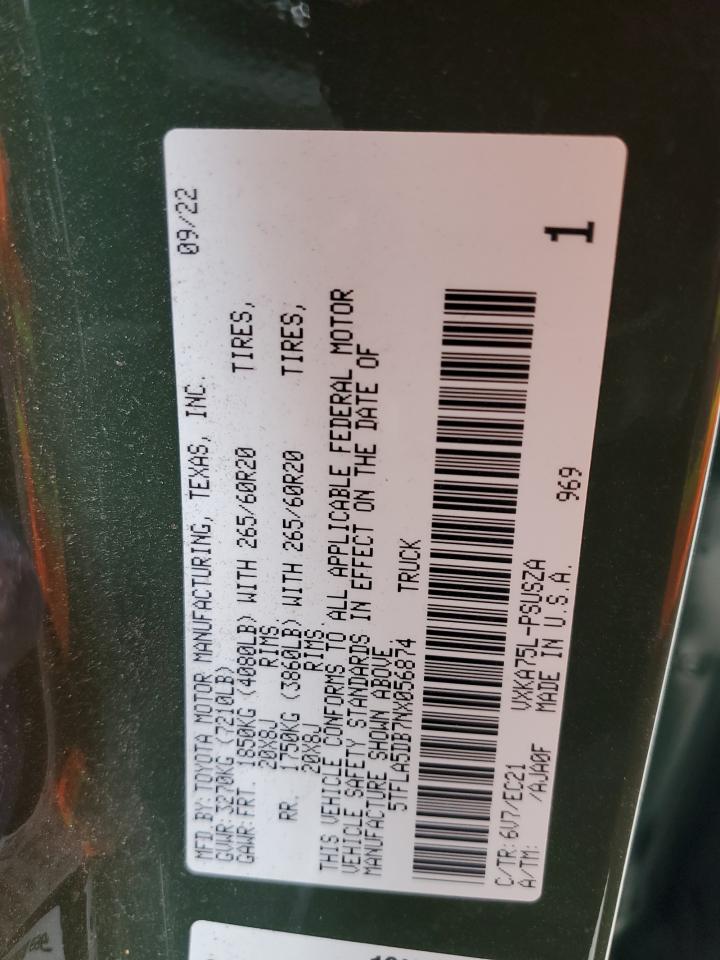 MFD. BY: TOYOTA MOTOR MANUFACTURING, TEXAS, INC. 09/22
GVWR: 3270KG (7210LB)
GAWR: FRT. 1850KG (4080LB) WITH 265/60R20 TIRES,
20X8J RIMS
RR. 1750KG (3860LB) WITH 265/60R20 TIRES,
20X8J RIMS
THIS VEHICLE CONFORMS TO ALL APPLICABLE FEDERAL MOTOR
VEHICLE SAFETY STANDARDS IN EFFECT ON THE DATE OF
MANUFACTURE SHOWN ABOVE
5TFLA5DB7NX056874 TRUCK
C/TR: 6V7/EC21 VXKA75L-PSUSZA
A/TM: /AJA0F MADE IN U.S.A. 969
1